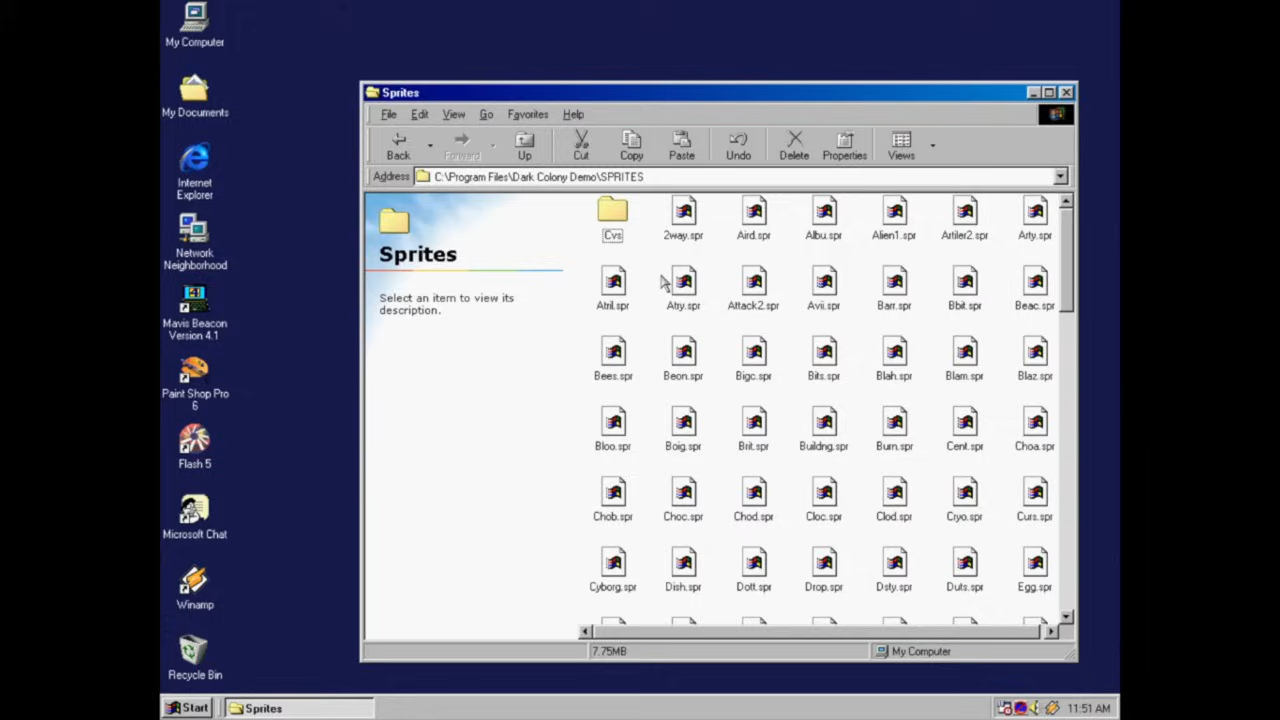 My Computer
My Documents
Internet
Explorer
Network
Neighborhood
Mavis Beacon
Version 4.1
Paint Shop Pro
6
Flash 5
Microsoft Chat
Winamp
Recycle Bin
Sprites
File Edit View Go Favorites Help
Back Forward Up Cut Copy Paste Undo Delete Properties Views
Address C:\Program Files\Dark Colony Demo\SPRITES
Sprites
Select an item to view its
description.
Cvs 2way.spr Aird.spr Albu.spr Alien1.spr Artiler2.spr Arty.spr
Atril.spr Atry.spr Attack2.spr Avii.spr Barr.spr Bbit.spr Beac.spr
Bees.spr Beon.spr Bigc.spr Bits.spr Blah.spr Blam.spr Blaz.spr
Bloo.spr Boig.spr Brit.spr Buildng.spr Burn.spr Cent.spr Choa.spr
Chob.spr Choc.spr Chod.spr Cloc.spr Clod.spr Cryo.spr Curs.spr
Cyborg.spr Dish.spr Dott.spr Drop.spr Dsty.spr Duts.spr Egg.spr
7.75MB My Computer
Start Sprites 11:51 AM